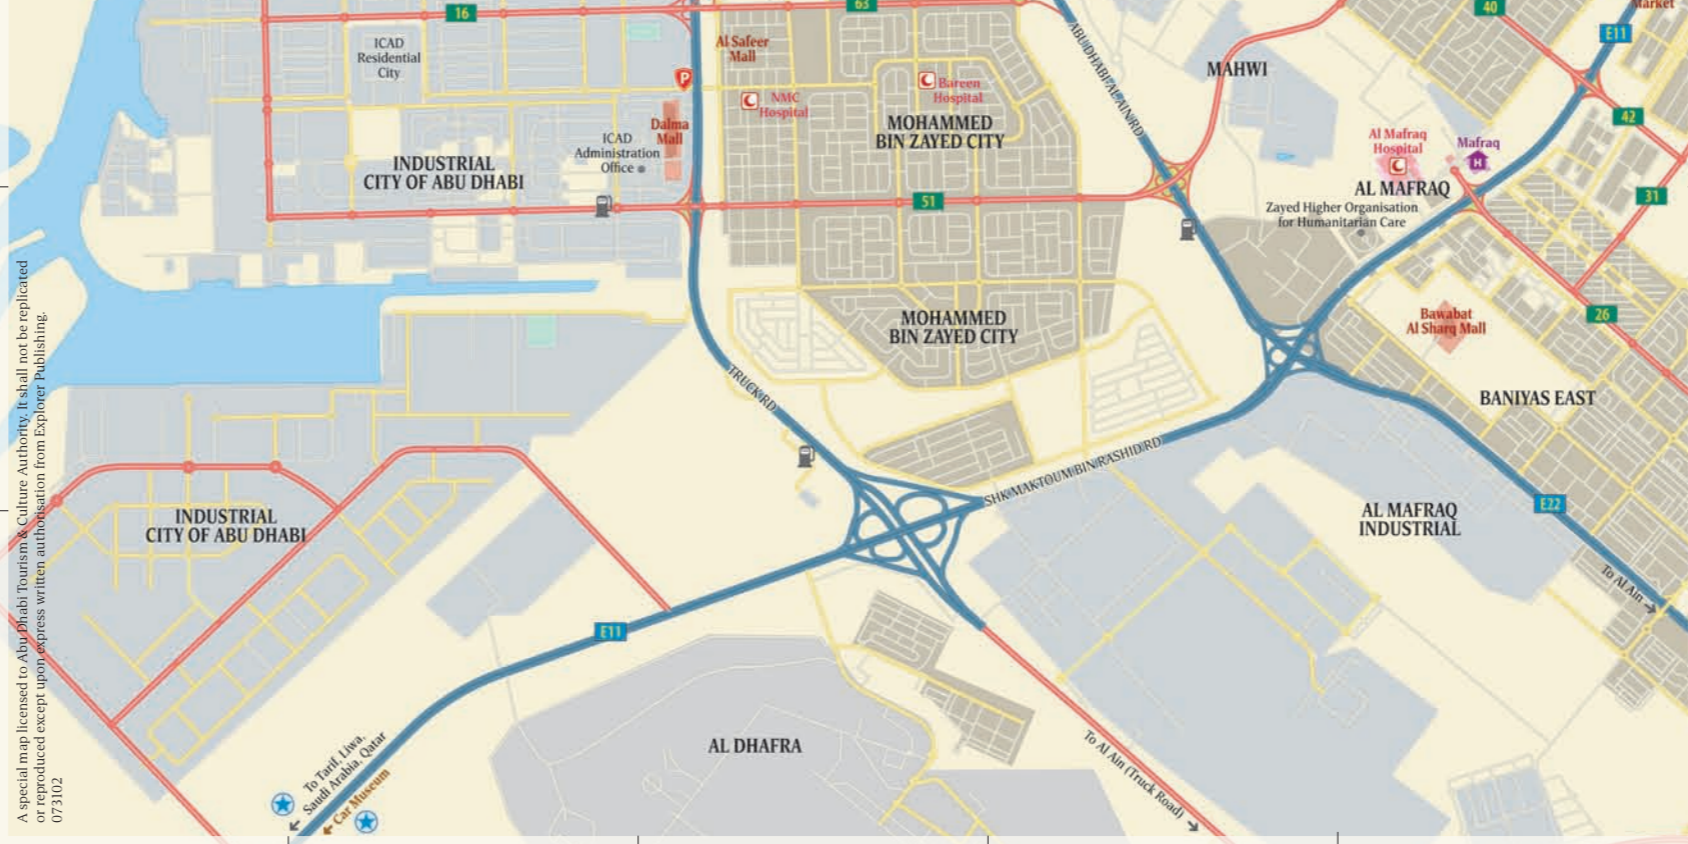 16
63
40
Market
E11
ICAD
Residential
City
Al Safeer
Mall
ABU DHABI AL AIN RD
MAHWI
P
NMC
Hospital
Bareen
Hospital
42
Dalma
Mall
ICAD
Administration
Office
MOHAMMED
BIN ZAYED CITY
Al Mafraq
Hospital
Mafraq
H
INDUSTRIAL
CITY OF ABU DHABI
AL MAFRAQ
31
51
Zayed Higher Organisation
for Humanitarian Care
MOHAMMED
BIN ZAYED CITY
Bawabat
Al Sharq Mall
26
TRUCK RD
BANIYAS EAST
SHK MAKTOUM BIN RASHID RD
INDUSTRIAL
CITY OF ABU DHABI
AL MAFRAQ
INDUSTRIAL
E22
To Al Ain
E11
AL DHAFRA
To Al Ain (Truck Road)
To Tarif, Liwa,
Saudi Arabia, Qatar
Car Museum
A special map licensed to Abu Dhabi Tourism & Culture Authority. It shall not be replicated
or reproduced except upon express written authorisation from Explorer Publishing.
073102